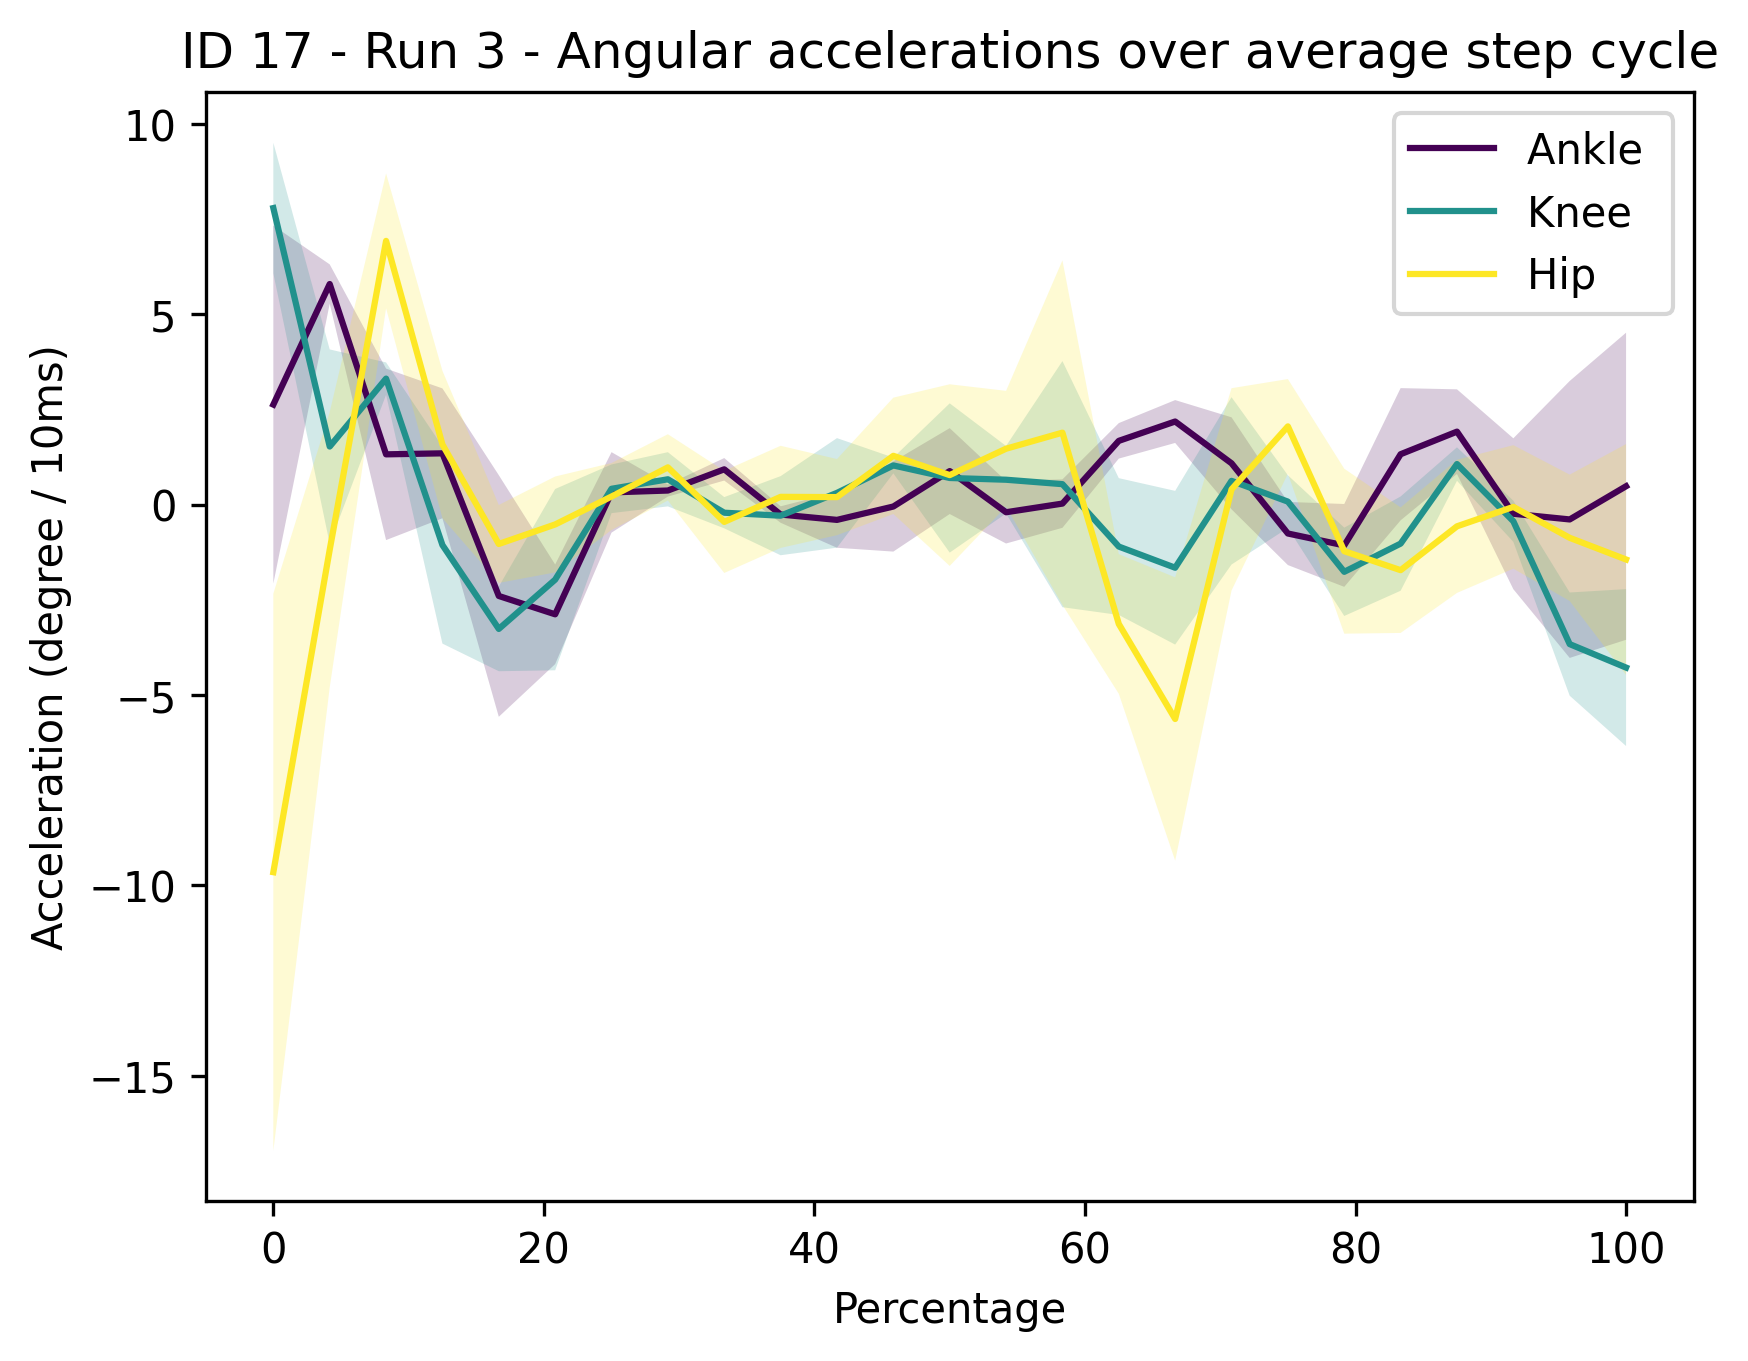 ID 17 - Run 3 - Angular accelerations over average step cycle
10
5
0
−5
−10
−15
Acceleration (degree / 10ms)
Ankle
Knee
Hip
0 20 40 60 80 100
Percentage